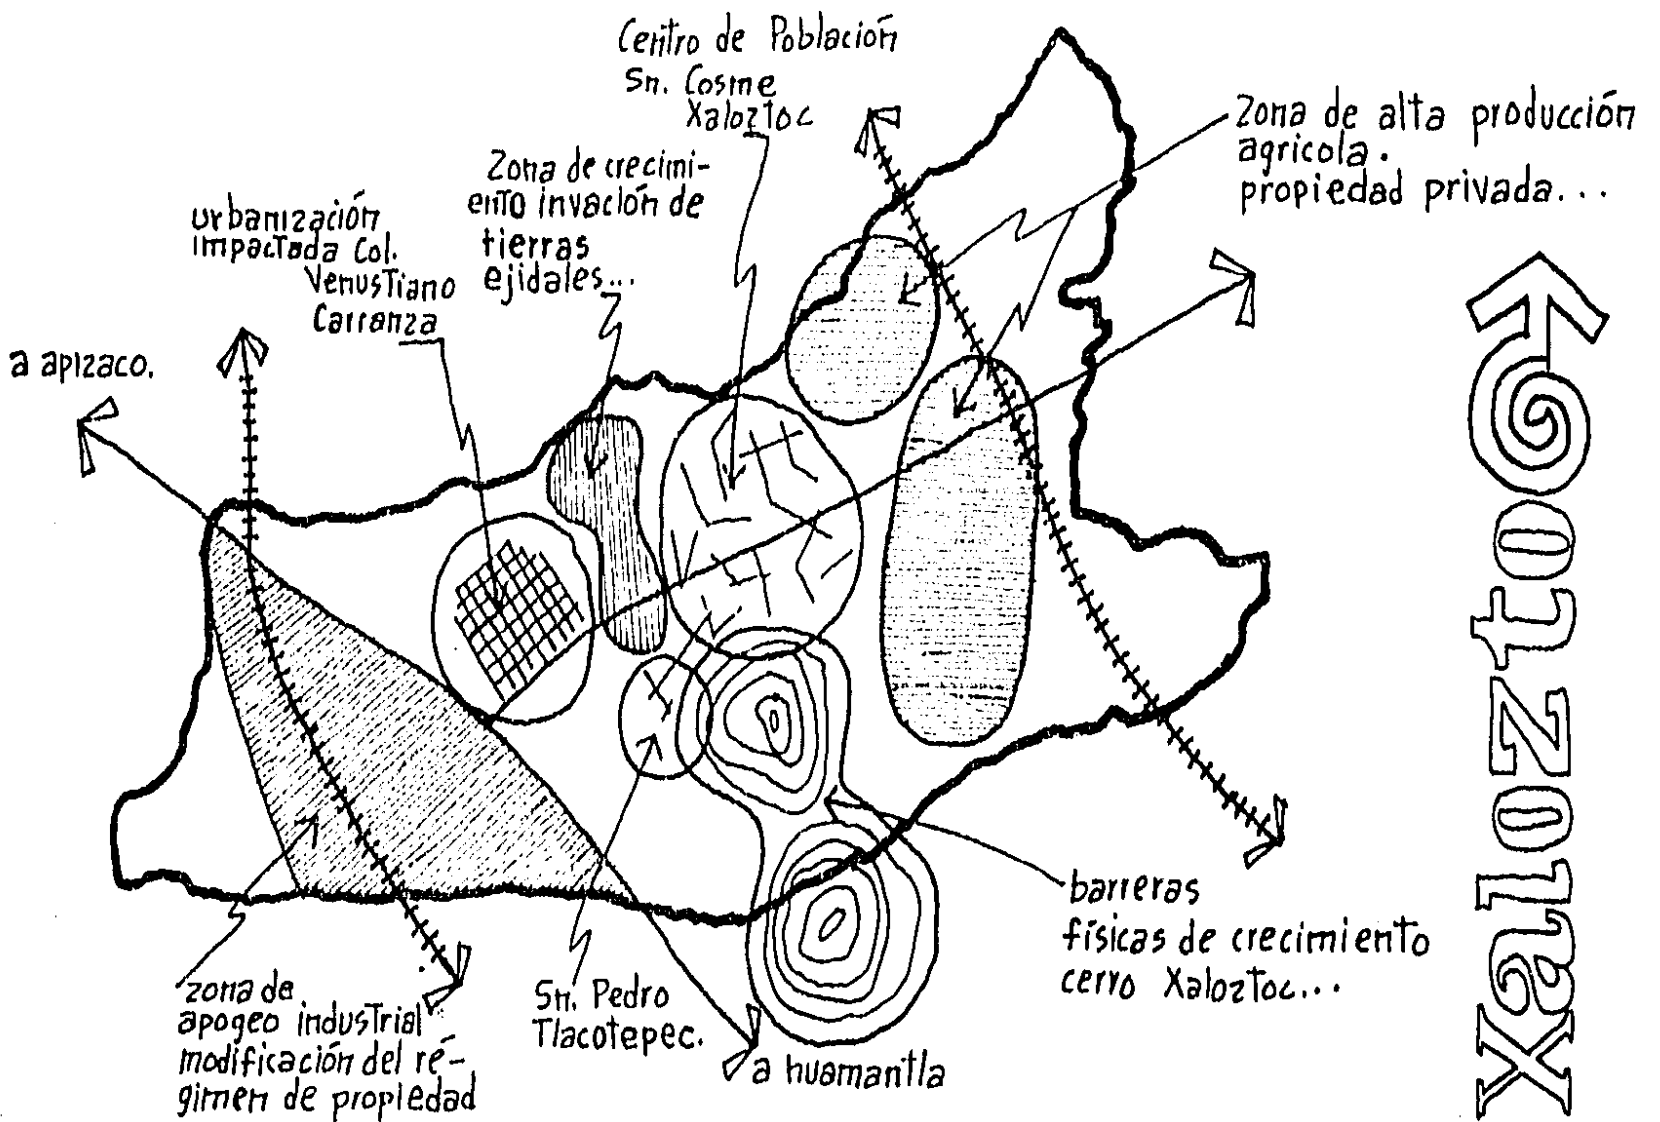 Centro de Población
Sn. Cosme
Xaloztoc
Zona de alta producción
agricola.
propiedad privada...
Zona de crecimi-
ento invación de
tierras
ejidales...
urbanización
impactada Col.
Venustiano
Carranza
a apizaco.
Xaloztoc
barreras
físicas de crecimiento
cerro Xaloztoc...
zona de
apogeo industrial
modificación del ré-
gimen de propiedad
Sn. Pedro
Tlacotepec.
a huamantla